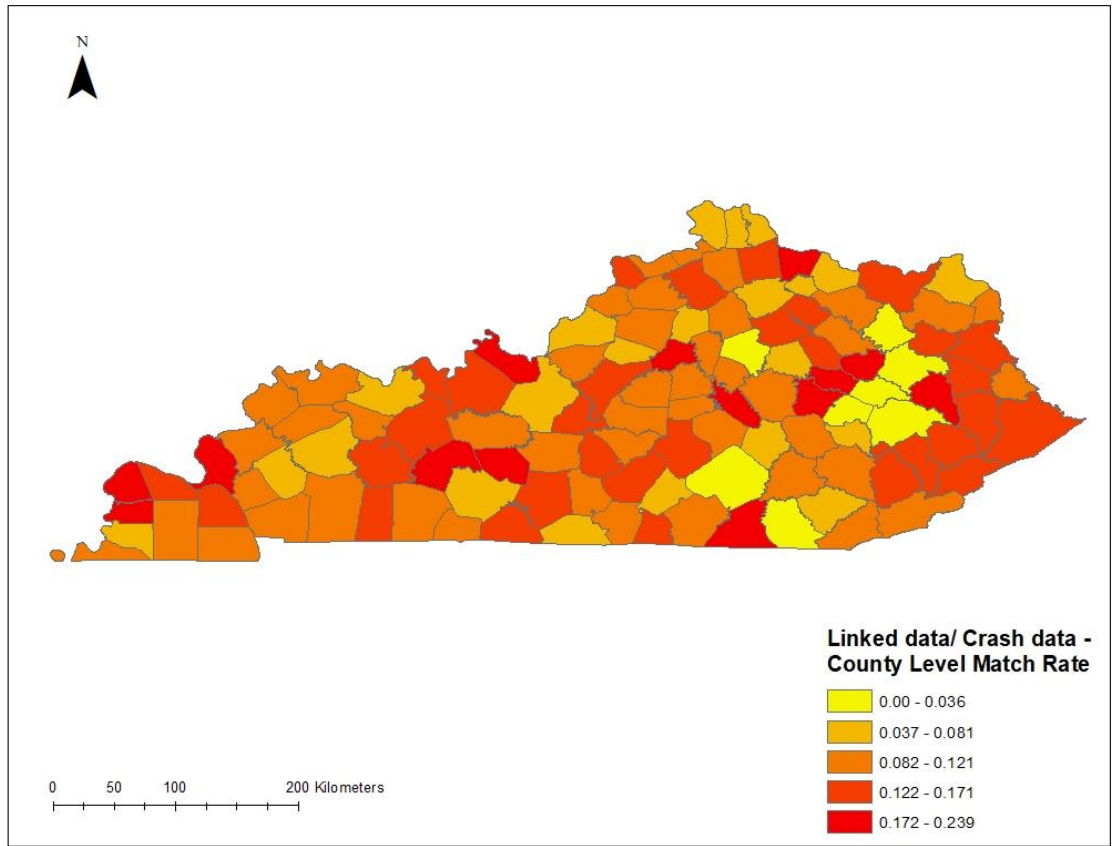 N
Linked data/ Crash data -
County Level Match Rate
0.00 - 0.036
0.037 - 0.081
0.082 - 0.121
0.122 - 0.171
0.172 - 0.239
0 50 100 200 Kilometers